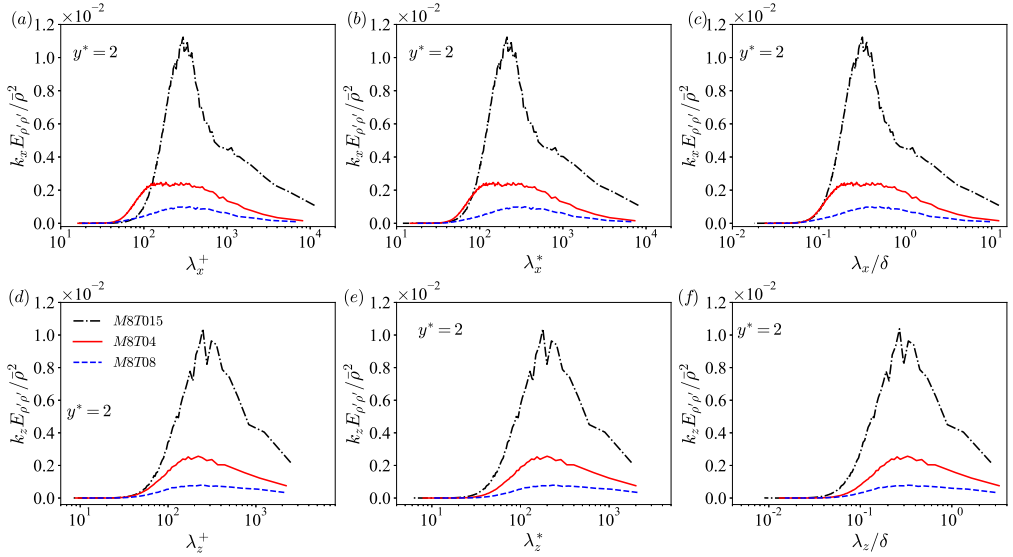 (a) ×10⁻² (b) ×10⁻² (c) ×10⁻²
1.2 1.2 1.2
1.0 1.0 1.0
y* = 2 y* = 2 y* = 2
0.8 0.8 0.8
k_x E_ρ′ρ′/ρ̄² k_x E_ρ′ρ′/ρ̄² k_x E_ρ′ρ′/ρ̄²
0.6 0.6 0.6
0.4 0.4 0.4
0.2 0.2 0.2
0.0 0.0 0.0
10¹ 10² 10³ 10⁴ 10¹ 10² 10³ 10⁴ 10⁻² 10⁻¹ 10⁰ 10¹
λ_x⁺ λ_x* λ_x/δ
(d) ×10⁻² (e) ×10⁻² (f) ×10⁻²
1.2 1.2 1.2
M8T015
M8T04
M8T08
y* = 2 y* = 2 y* = 2
1.0 1.0 1.0
0.8 0.8 0.8
k_z E_ρ′ρ′/ρ̄² k_z E_ρ′ρ′/ρ̄² k_z E_ρ′ρ′/ρ̄²
0.6 0.6 0.6
0.4 0.4 0.4
0.2 0.2 0.2
0.0 0.0 0.0
10¹ 10² 10³ 10¹ 10² 10³ 10⁻² 10⁻¹ 10⁰
λ_z⁺ λ_z* λ_z/δ